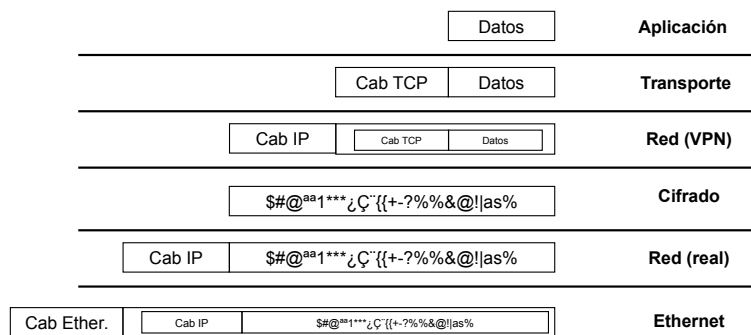 Datos Aplicación
Cab TCP Datos Transporte
Cab IP Cab TCP Datos Red (VPN)
$#@ªª1***¿Ç¨{{+-?%%&@!|as% Cifrado
Cab IP $#@ªª1***¿Ç¨{{+-?%%&@!|as% Red (real)
Cab Ether. Cab IP $#@ªª1***¿Ç¨{{+-?%%&@!|as% Ethernet